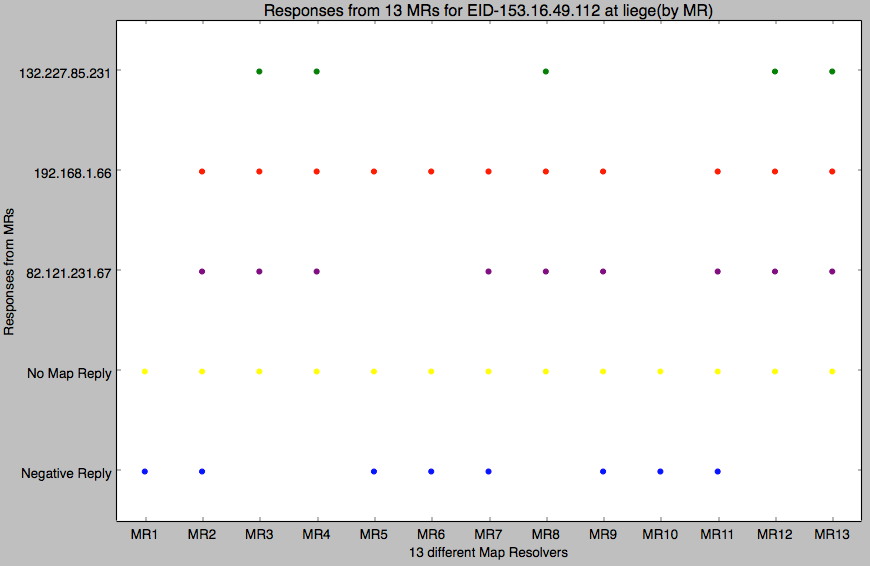 Responses from 13 MRs for EID-153.16.49.112 at liege(by MR)
132.227.85.231
192.168.1.66
82.121.231.67
No Map Reply
Negative Reply
Responses from MRs
MR1 MR2 MR3 MR4 MR5 MR6 MR7 MR8 MR9 MR10 MR11 MR12 MR13
13 different Map Resolvers